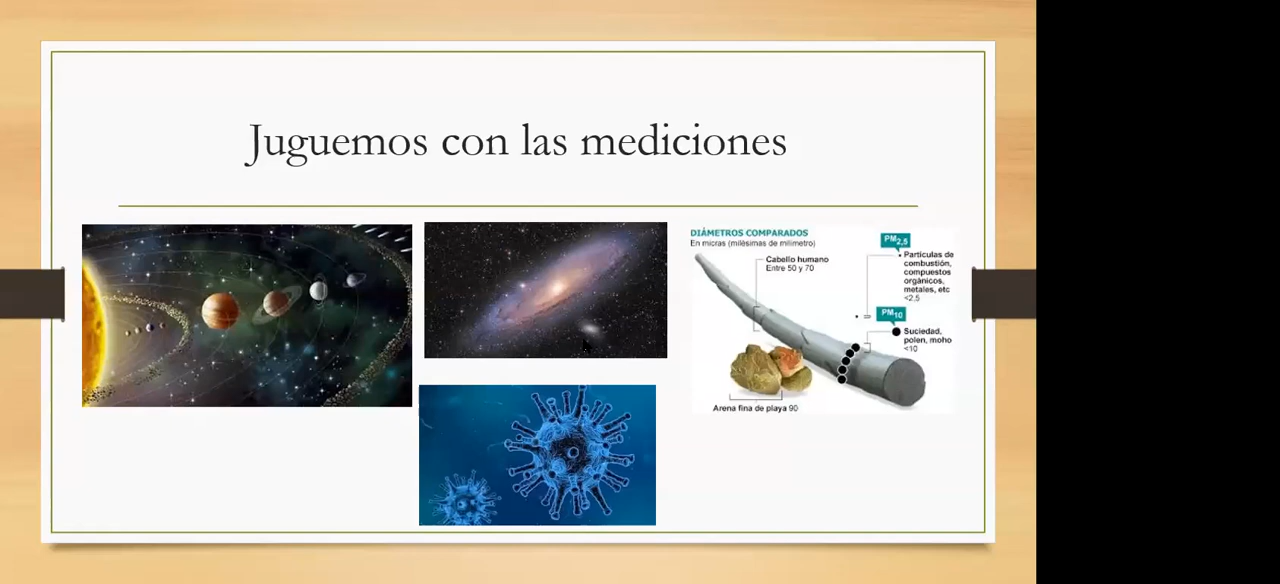 Juguemos con las mediciones
DIÁMETROS COMPARADOS
En micras (milésimas de milímetro)
Cabello humano
Entre 50 y 70
PM2,5
Partículas de
combustión,
compuestos
orgánicos,
metales, etc
<2.5
PM10
Suciedad,
polen, moho
<10
Arena fina de playa 90